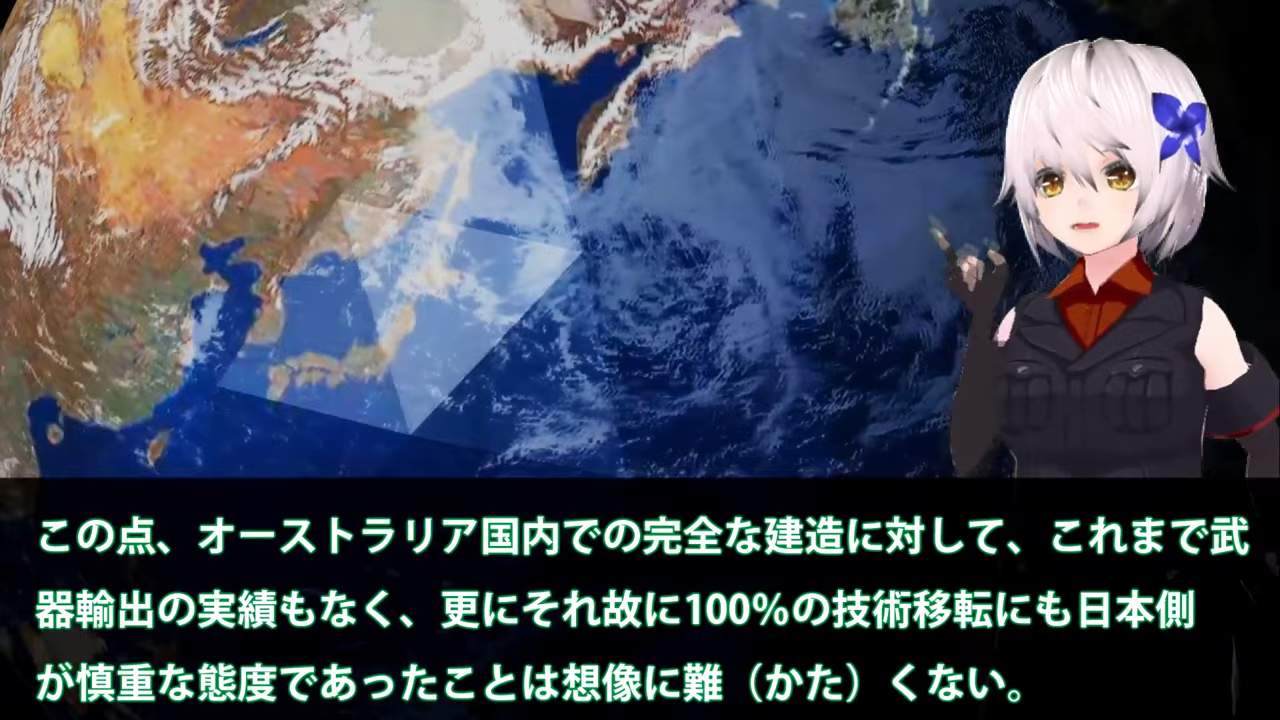 この点、オーストラリア国内での完全な建造に対して、これまで武
器輸出の実績もなく、更にそれ故に100%の技術移転にも日本側
が慎重な態度であったことは想像に難（かた）くない。